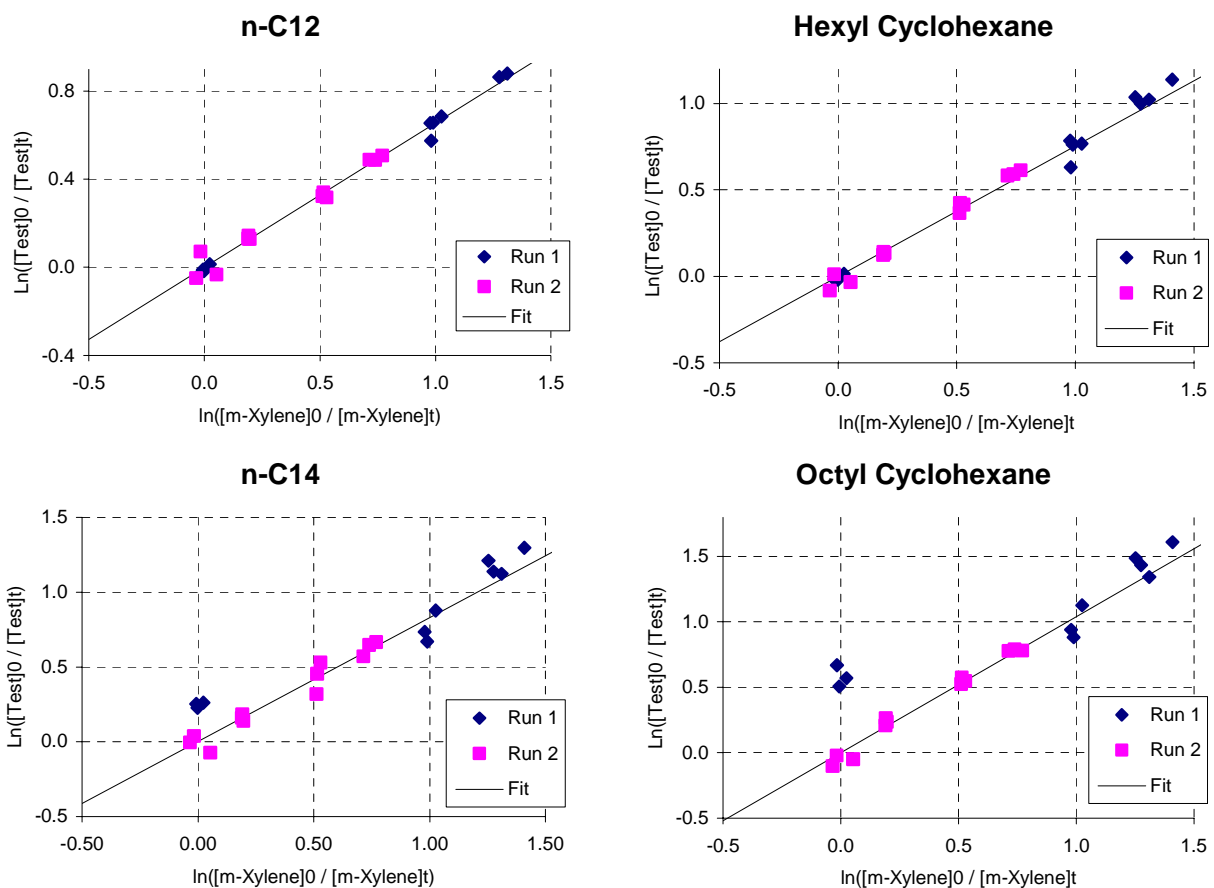 n-C12
Ln([Test]0 / [Test]t)
0.8
0.4
0.0
-0.4
-0.5
0.0
0.5
1.0
1.5
ln([m-Xylene]0 / [m-Xylene]t)
Run 1
Run 2
Fit
Hexyl Cyclohexane
Ln([Test]0 / [Test]t)
1.0
0.5
0.0
-0.5
-0.5
0.0
0.5
1.0
1.5
ln([m-Xylene]0 / [m-Xylene]t
Run 1
Run 2
Fit
n-C14
Ln([Test]0 / [Test]t)
1.5
1.0
0.5
0.0
-0.5
-0.50
0.00
0.50
1.00
1.50
ln([m-Xylene]0 / [m-Xylene]t)
Run 1
Run 2
Fit
Octyl Cyclohexane
Ln([Test]0 / [Test]t)
1.5
1.0
0.5
0.0
-0.5
-0.5
0.0
0.5
1.0
1.5
ln([m-Xylene]0 / [m-Xylene]t
Run 1
Run 2
Fit